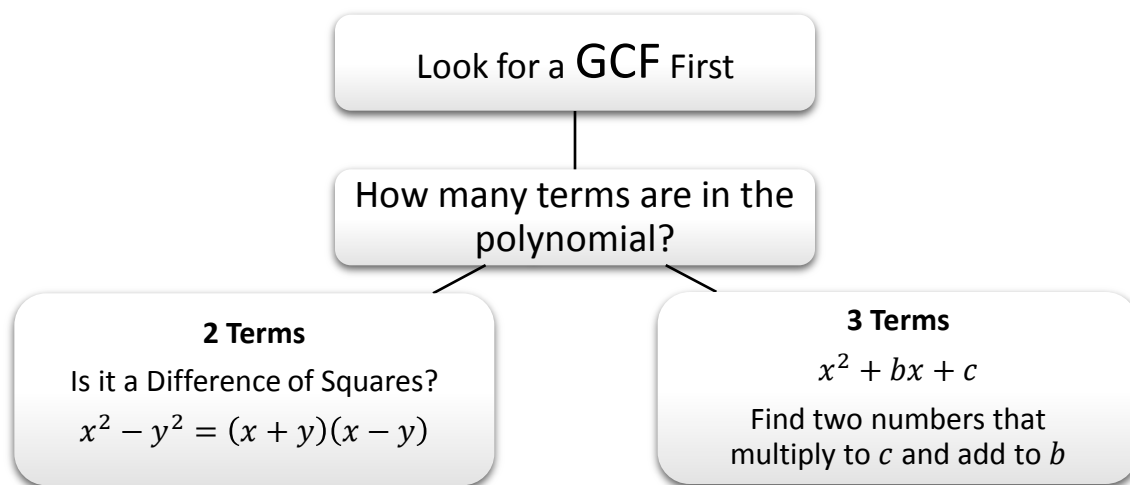 Look for a GCF First
How many terms are in the
polynomial?
2 Terms
Is it a Difference of Squares?
x² − y² = (x + y)(x − y)
3 Terms
x² + bx + c
Find two numbers that
multiply to c and add to b